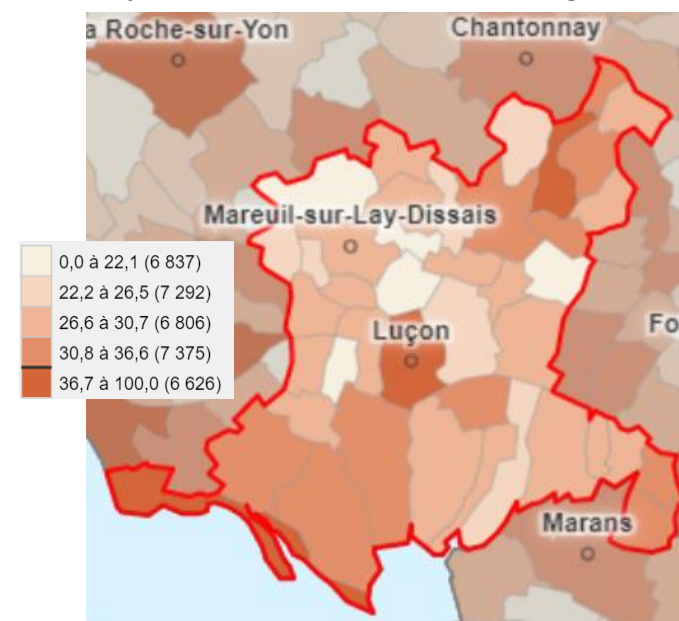 a Roche-sur-Yon
Chantonnay
Mareuil-sur-Lay-Dissais
0,0 à 22,1 (6 837)
22,2 à 26,5 (7 292)
26,6 à 30,7 (6 806)
30,8 à 36,6 (7 375)
36,7 à 100,0 (6 626)
Luçon
Fo
Marans